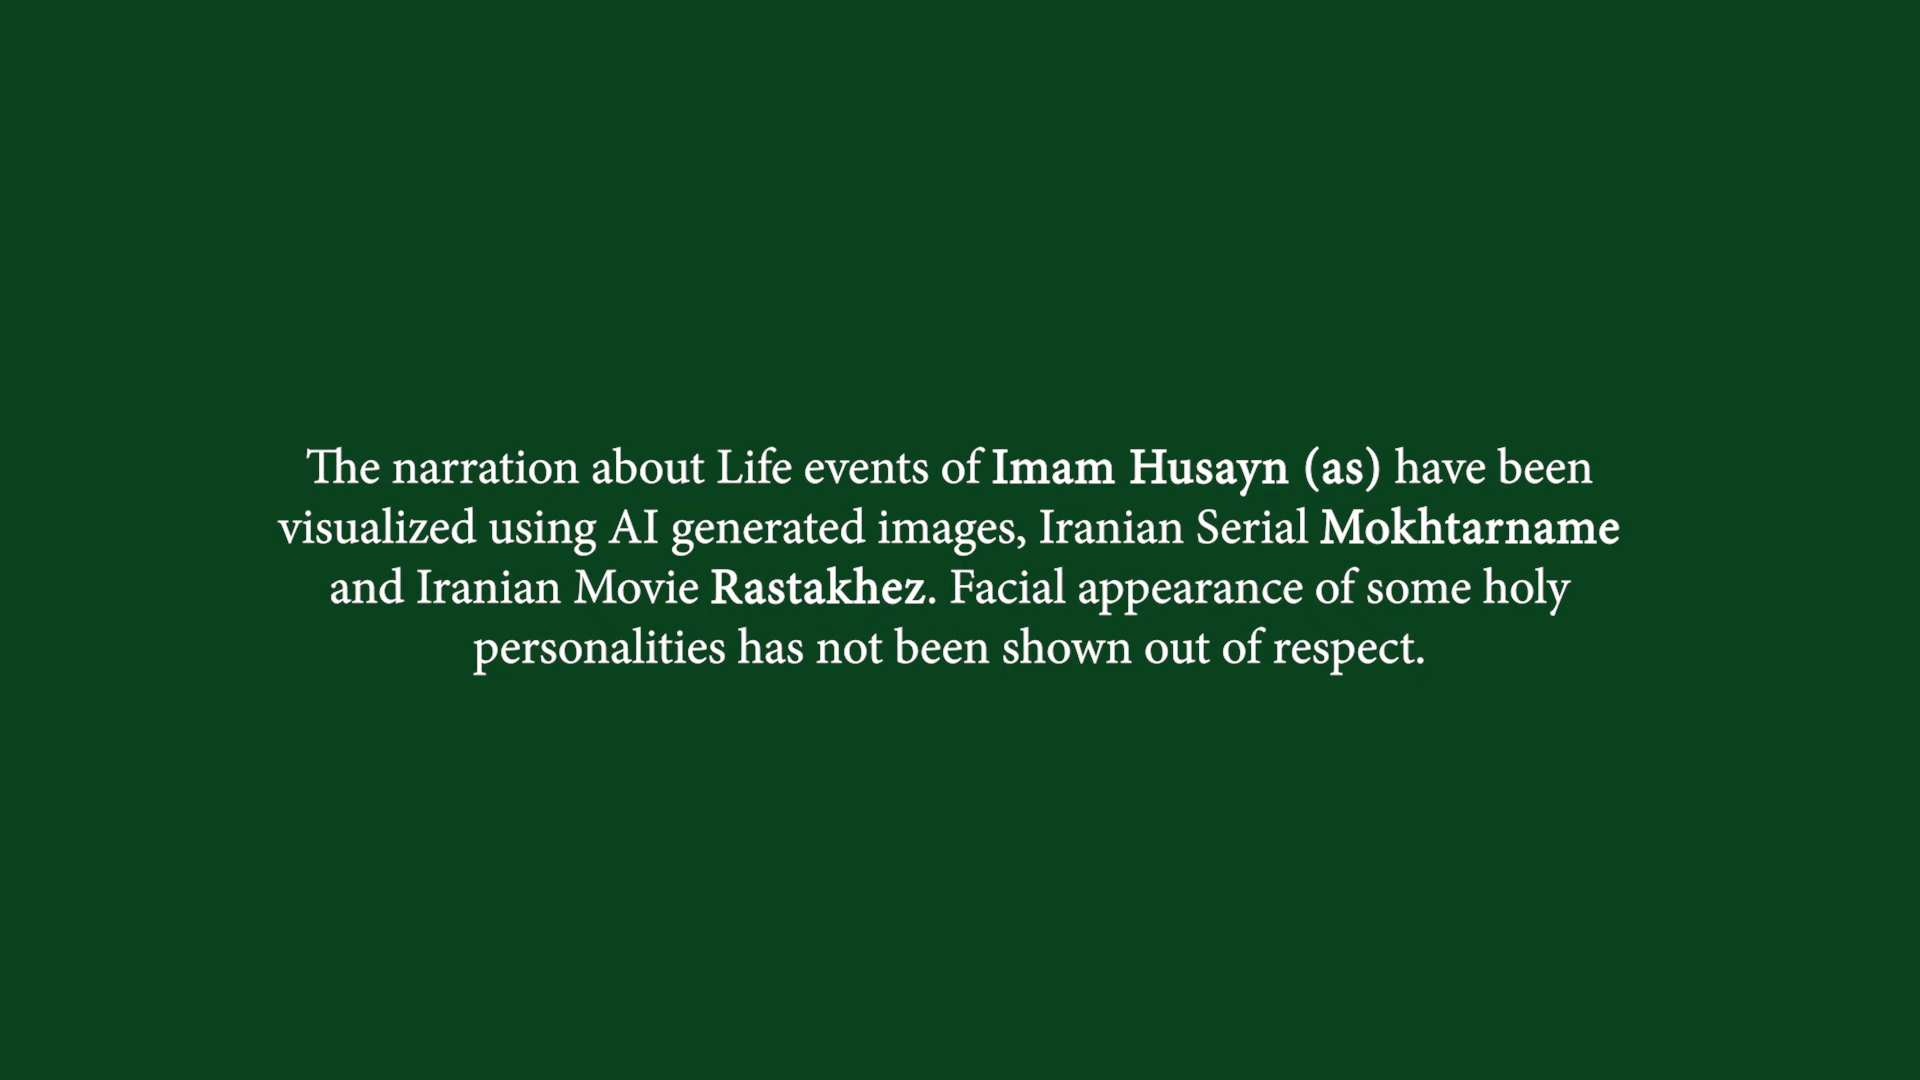 The narration about Life events of Imam Husayn (as) have been
visualized using AI generated images, Iranian Serial Mokhtarname
and Iranian Movie Rastakhez. Facial appearance of some holy
personalities has not been shown out of respect.